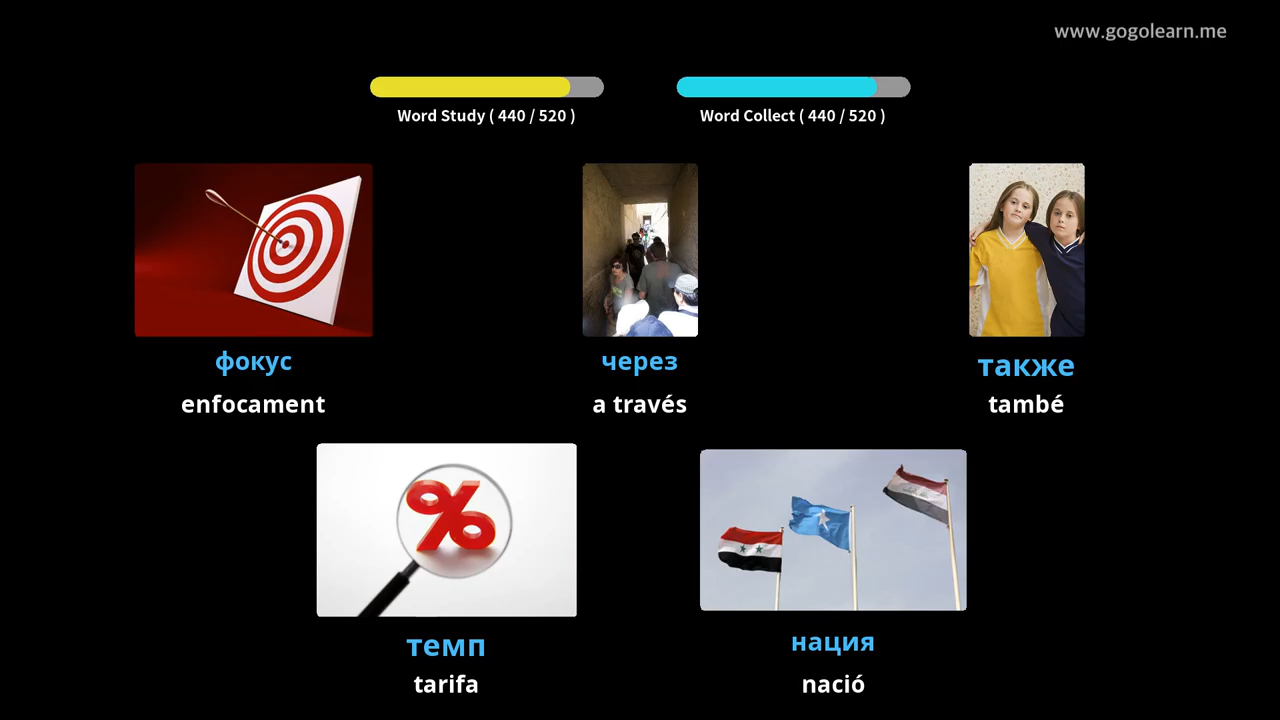 www.gogolearn.me
Word Study ( 440 / 520 )
Word Collect ( 440 / 520 )
фокус
enfocament
через
a través
также
també
темп
tarifa
нация
nació